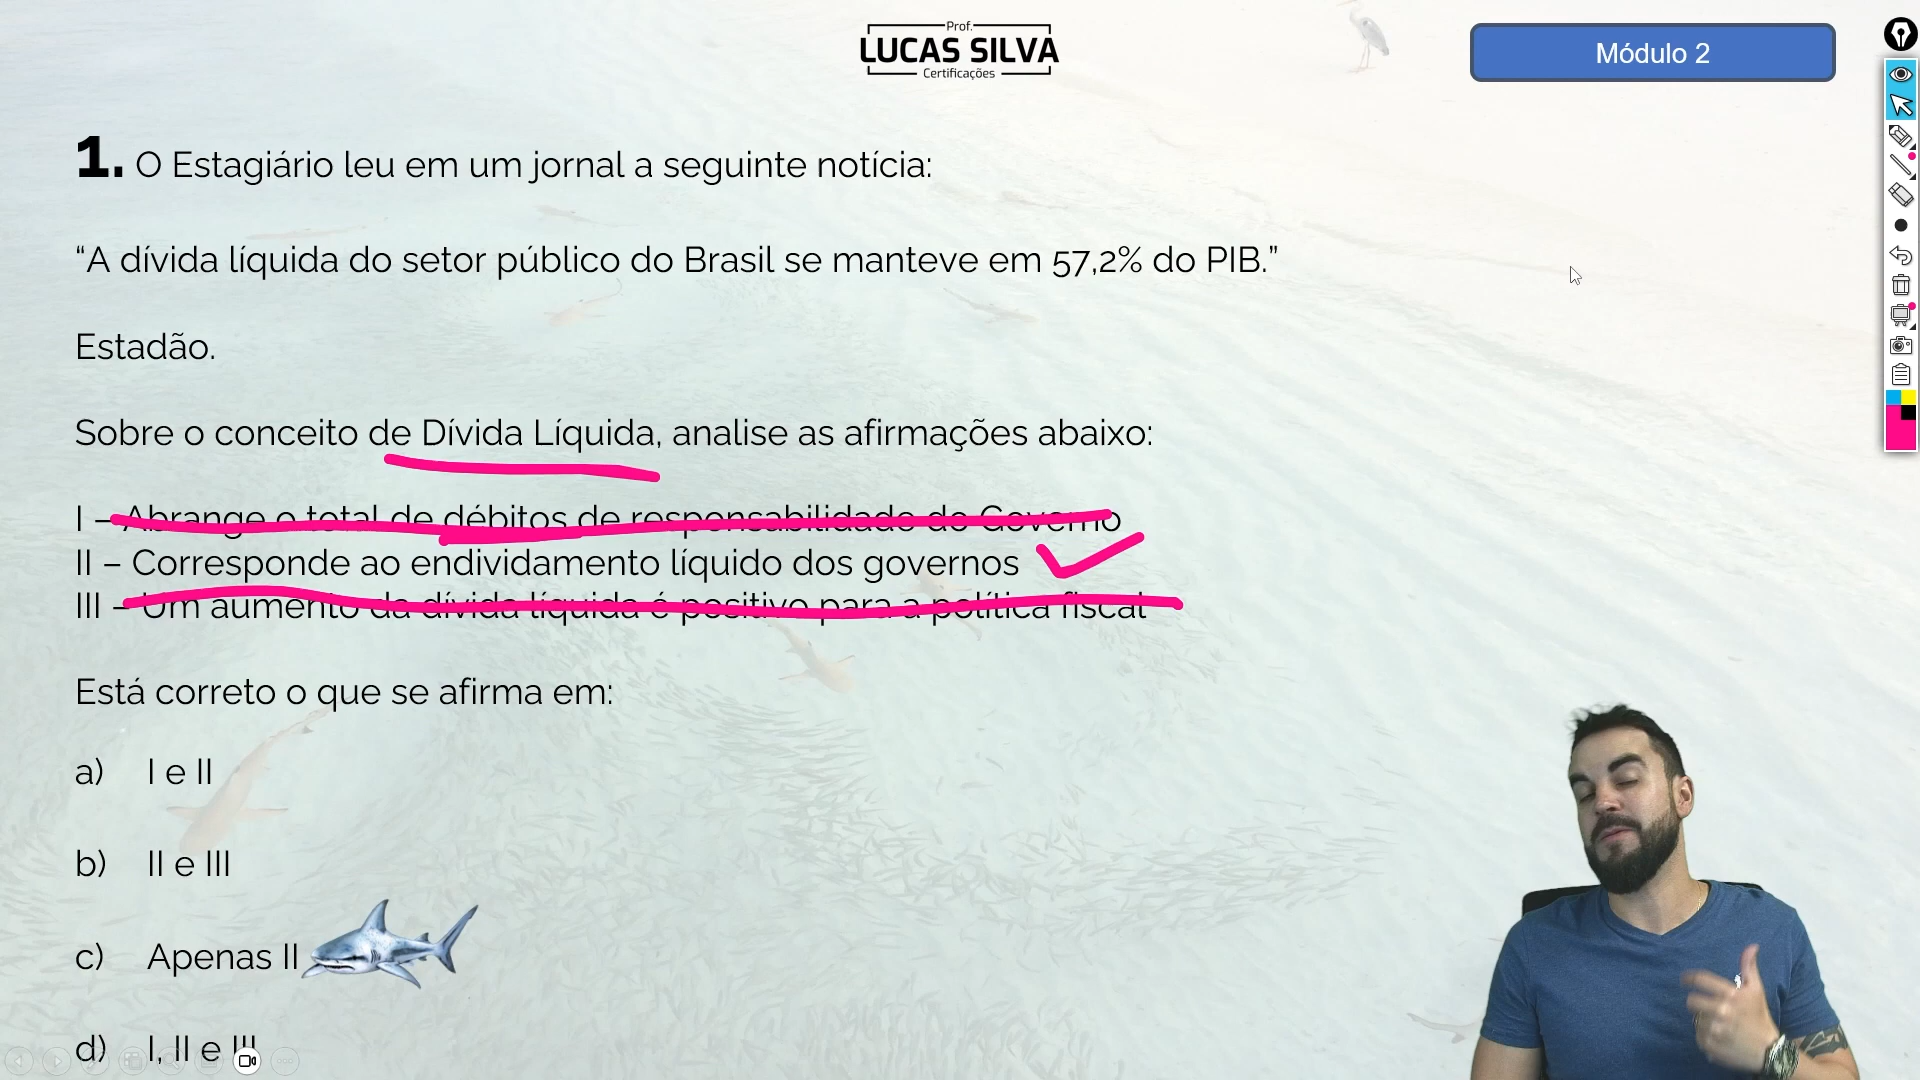 Prof.
LUCAS SILVA
Certificações
Módulo 2
1. O Estagiário leu em um jornal a seguinte notícia:
“A dívida líquida do setor público do Brasil se manteve em 57,2% do PIB.”
Estadão.
Sobre o conceito de Dívida Líquida, analise as afirmações abaixo:
I – Abrange o total de débitos de responsabilidade do Governo
II – Corresponde ao endividamento líquido dos governos
III – Um aumento da dívida líquida é positivo para a política fiscal
Está correto o que se afirma em:
a) I e II
b) II e III
c) Apenas II
d) I, II e III